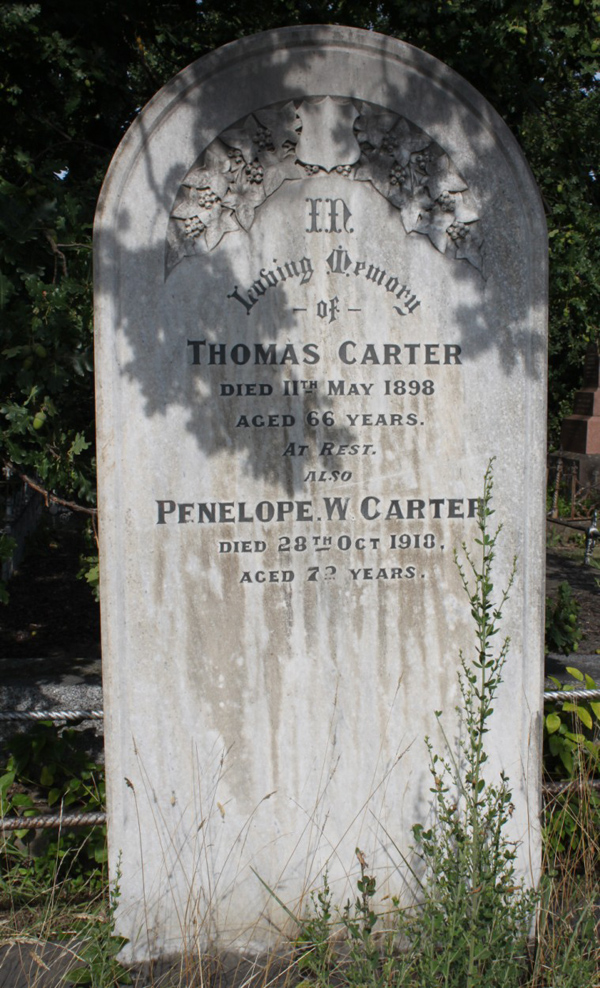 IN
Loving Memory
- of -
THOMAS CARTER
DIED 11TH MAY 1898
AGED 66 YEARS.
AT REST.
ALSO
PENELOPE.W CARTER
DIED 28TH OCT 1918.
AGED 72 YEARS.